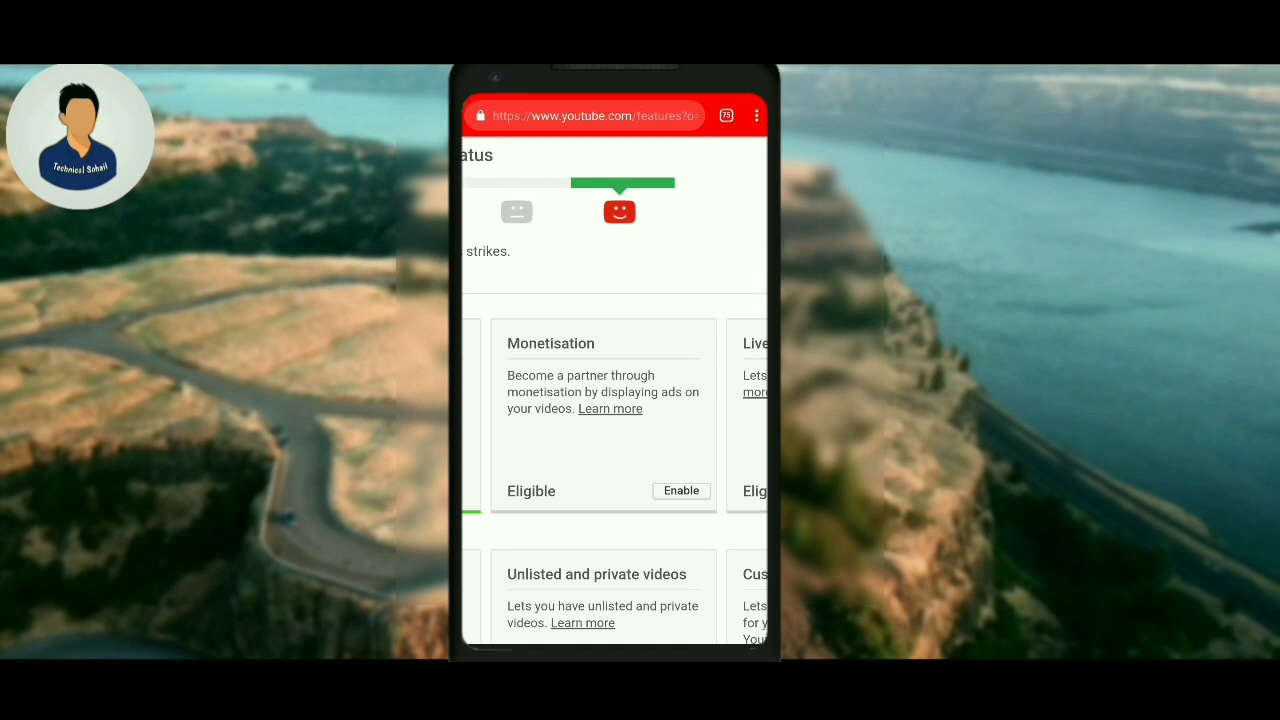 Technical Sohail
https://www.youtube.com/features?o=
75
atus
strikes.
Monetisation
Become a partner through
monetisation by displaying ads on
your videos. Learn more
Eligible
Enable
Live
Lets
more
Elig
Unlisted and private videos
Lets you have unlisted and private
videos. Learn more
Cus
Lets
for y
You